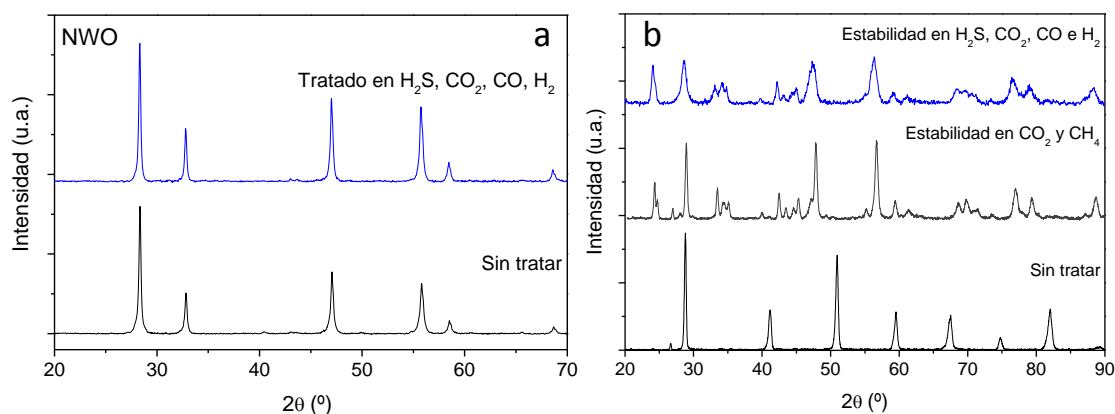 NWO
a
Tratado en H₂S, CO₂, CO, H₂
Sin tratar
Intensidad (u.a.)
20 30 40 50 60 70
2θ (º)
b
Estabilidad en H₂S, CO₂, CO e H₂
Estabilidad en CO₂ y CH₄
Sin tratar
Intensidad (u.a.)
20 30 40 50 60 70 80 90
2θ (º)